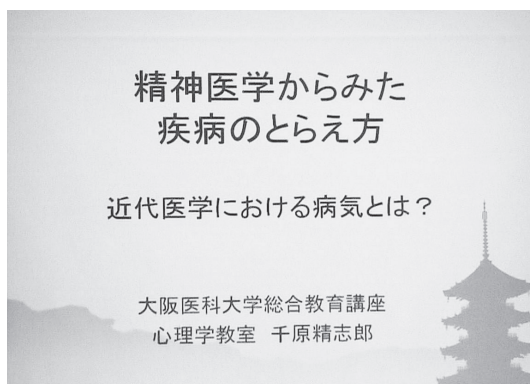 精神医学からみた
疾病のとらえ方
近代医学における病気とは？
大阪医科大学総合教育講座
心理学教室　千原精志郎